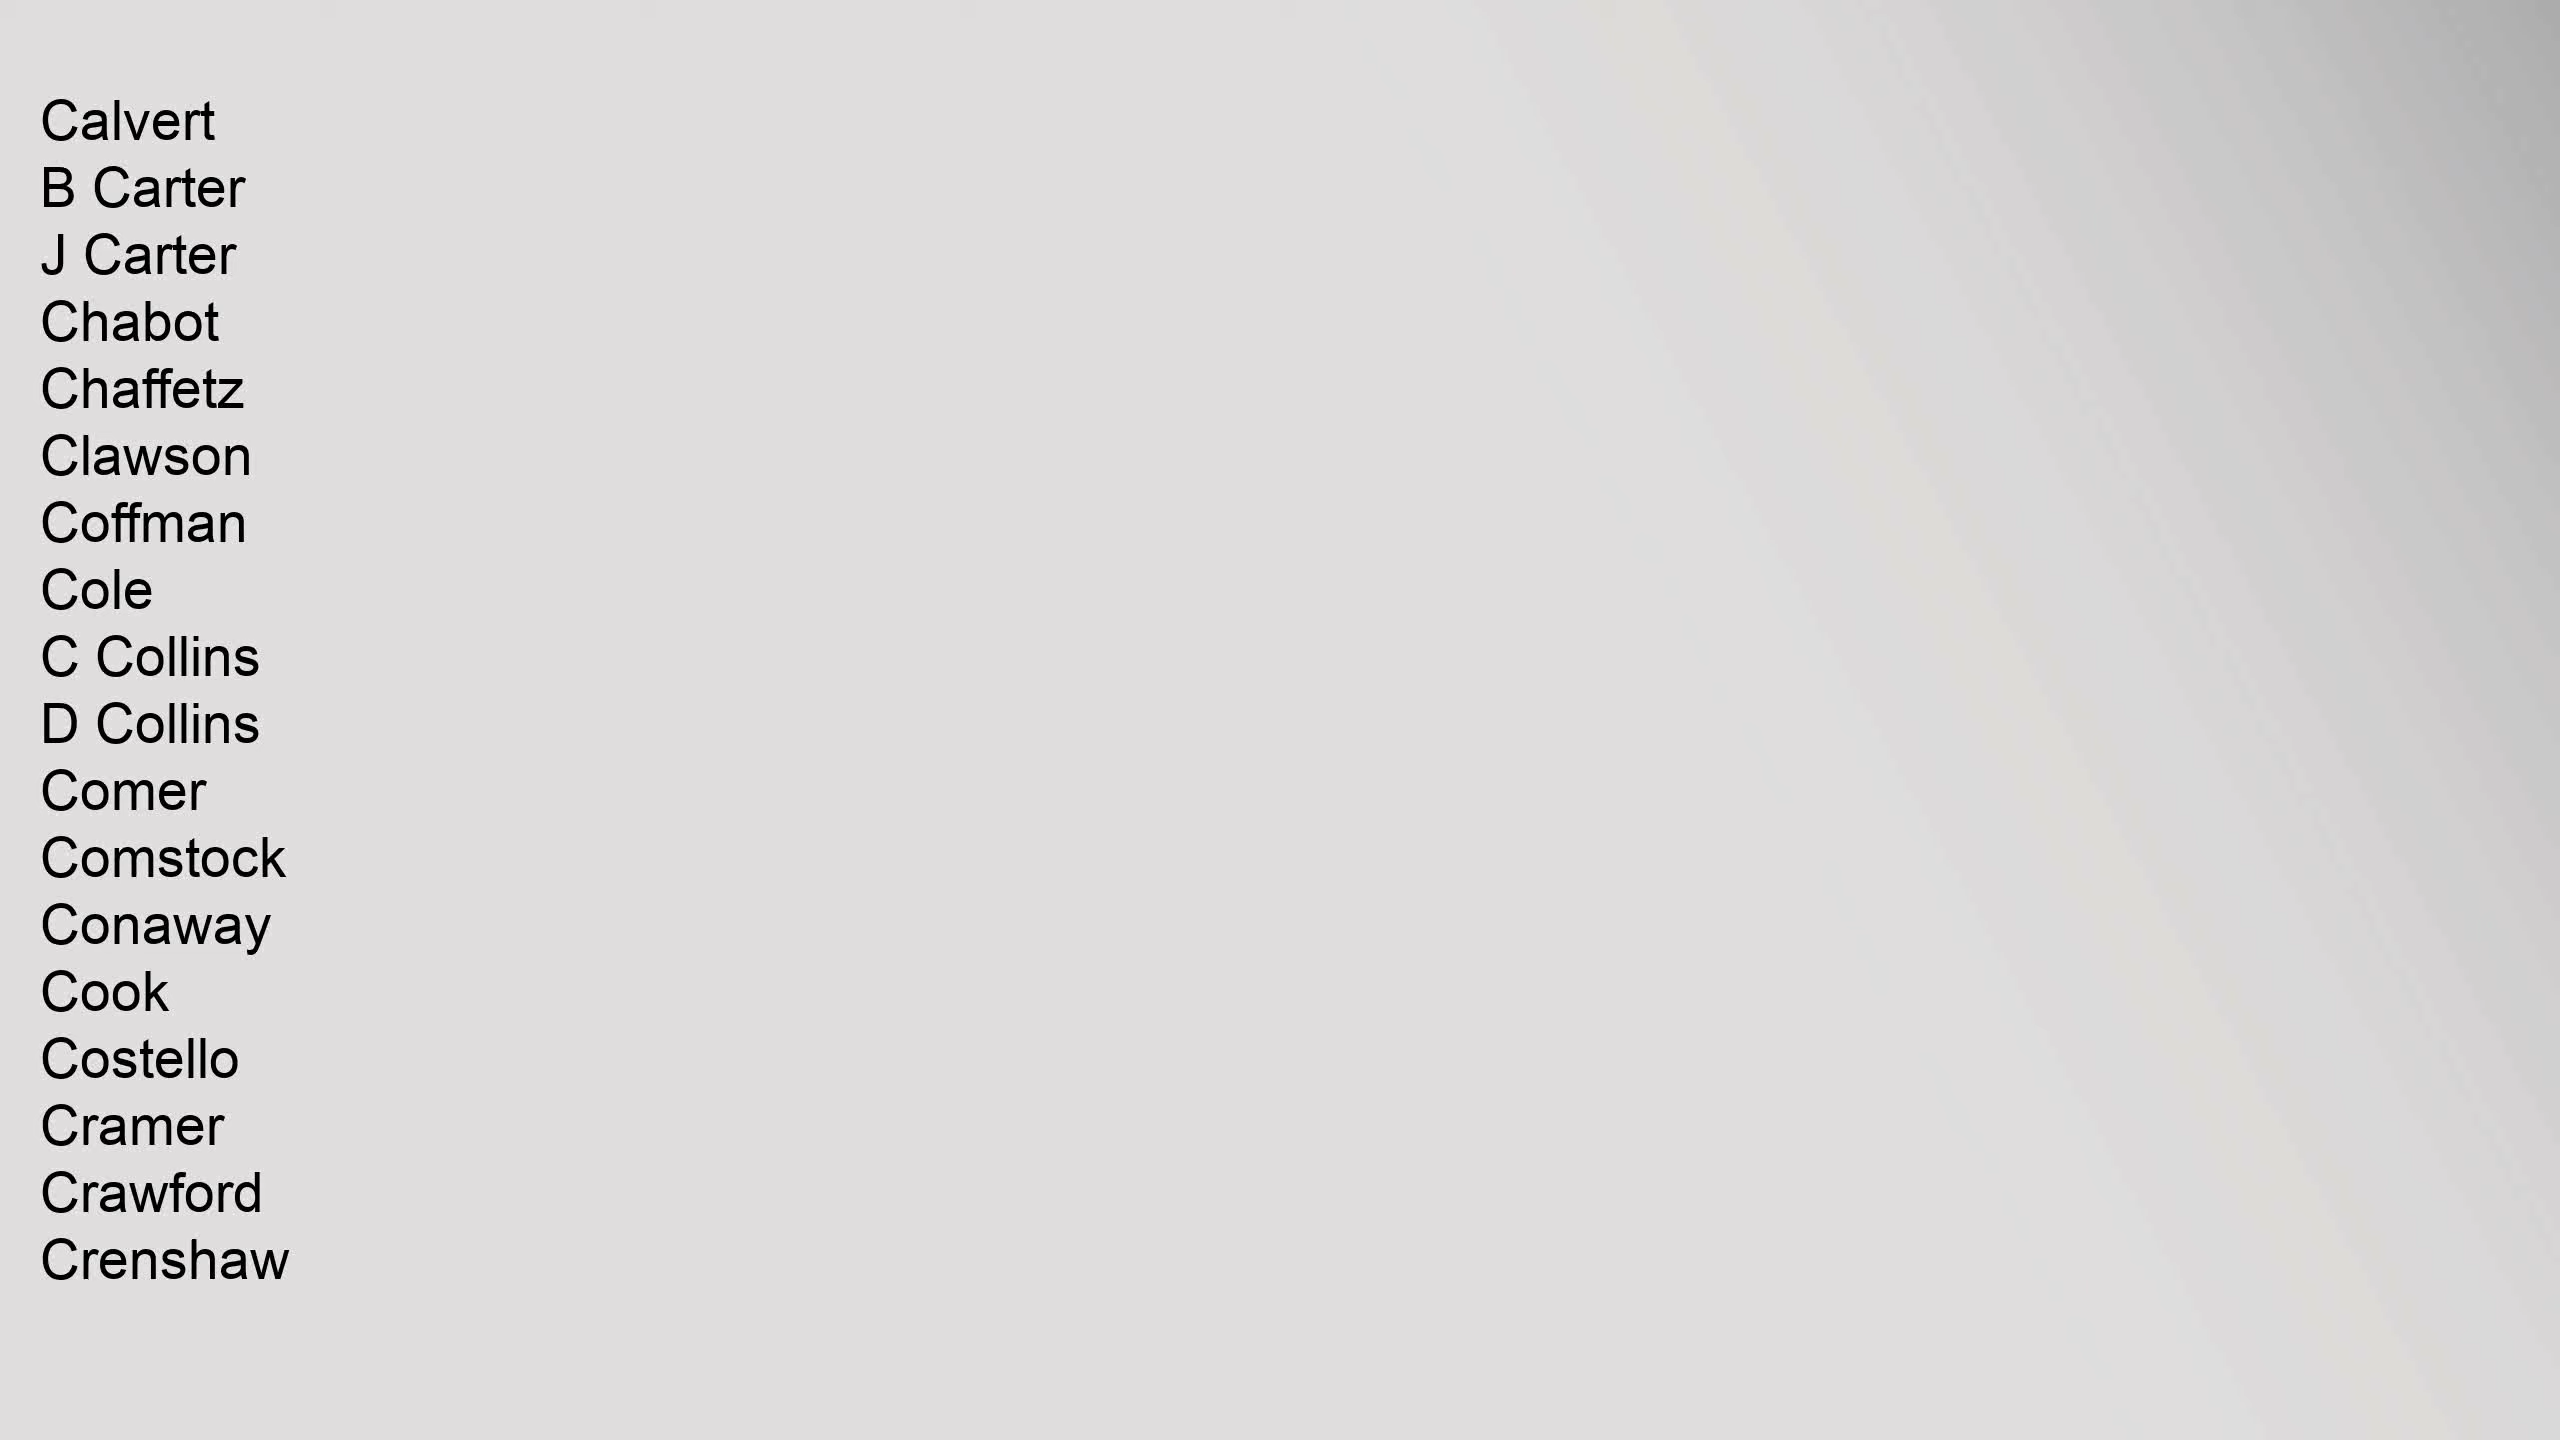 Calvert
B Carter
J Carter
Chabot
Chaffetz
Clawson
Coffman
Cole
C Collins
D Collins
Comer
Comstock
Conaway
Cook
Costello
Cramer
Crawford
Crenshaw